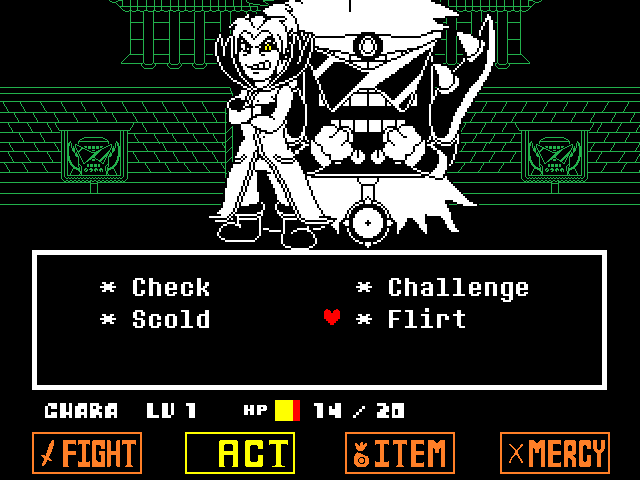 * Check * Challenge
* Scold * Flirt
CHARA LV 1 HP 14 / 20
FIGHT ACT ITEM MERCY